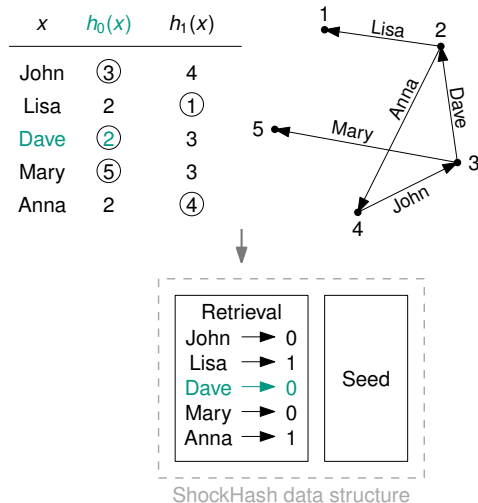 x h₀(x) h₁(x)
John 3 4
Lisa 2 1
Dave 2 3
Mary 5 3
Anna 2 4
1
Lisa
2
Anna
Dave
5
Mary
3
John
4
Retrieval
John 0
Lisa 1
Dave 0
Mary 0
Anna 1
Seed
ShockHash data structure